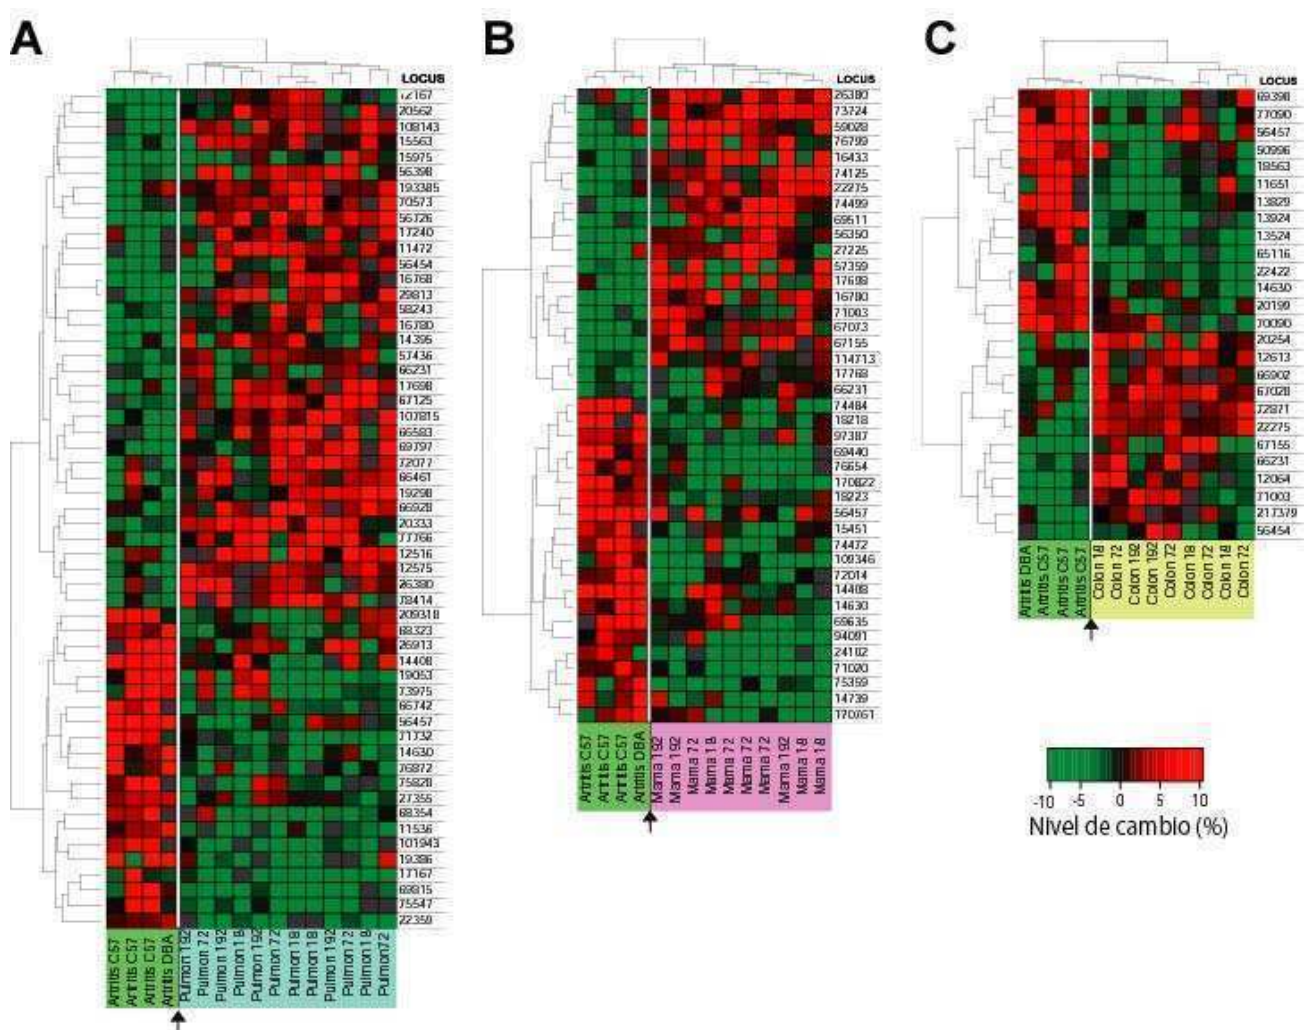 A
LOCUS
12167
20562
108143
15563
15975
56398
193385
70573
56726
17240
11472
56454
16768
29813
58243
16780
14395
57436
66231
17698
67125
107815
66583
69797
72077
66461
19298
66928
20333
77766
12516
12575
26380
78414
209318
68323
26913
14408
19053
73975
66742
56457
71732
14630
76872
75828
27355
68354
11536
101943
19386
17167
69815
75547
22359
Artritis C57
Artritis C57
Artritis C57
Artritis DBA
Pulmon 192
Pulmon 72
Pulmon 192
Pulmon 18
Pulmon 192
Pulmon 72
Pulmon 18
Pulmon 18
Pulmon 192
Pulmon 72
Pulmon 18
Pulmon72
B
LOCUS
26380
73724
59028
76799
16433
74125
22275
74499
69511
56350
27225
57359
17698
16780
71003
67073
67155
114713
17768
66231
74484
18218
97387
69440
76654
170822
18223
56457
15451
74472
109346
72014
14408
14630
69635
94091
24102
71020
75359
14739
170761
Artritis C57
Artritis C57
Artritis C57
Artritis DBA
Mama 192
Mama 192
Mama 72
Mama 18
Mama 72
Mama 72
Mama 72
Mama 192
Mama 18
Mama 18
C
LOCUS
69398
77090
56457
50996
18563
11651
13829
13924
13524
65116
22422
14630
20199
70090
20254
12613
66902
67028
72871
22275
67155
66231
12064
71003
217379
56454
Artritis DBA
Artritis C57
Artritis C57
Artritis C57
Colon 18
Colon 72
Colon 192
Colon 192
Colon 72
Colon 18
Colon 72
Colon 18
Colon 72
-10 -5 0 5 10
Nivel de cambio (%)